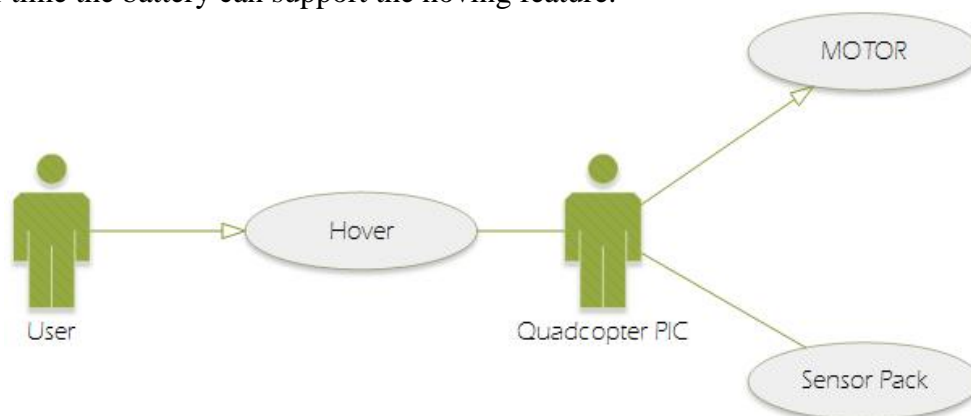 time the battery can support the hoving feature.
MOTOR
Hover
User
Quadcopter PIC
Sensor Pack